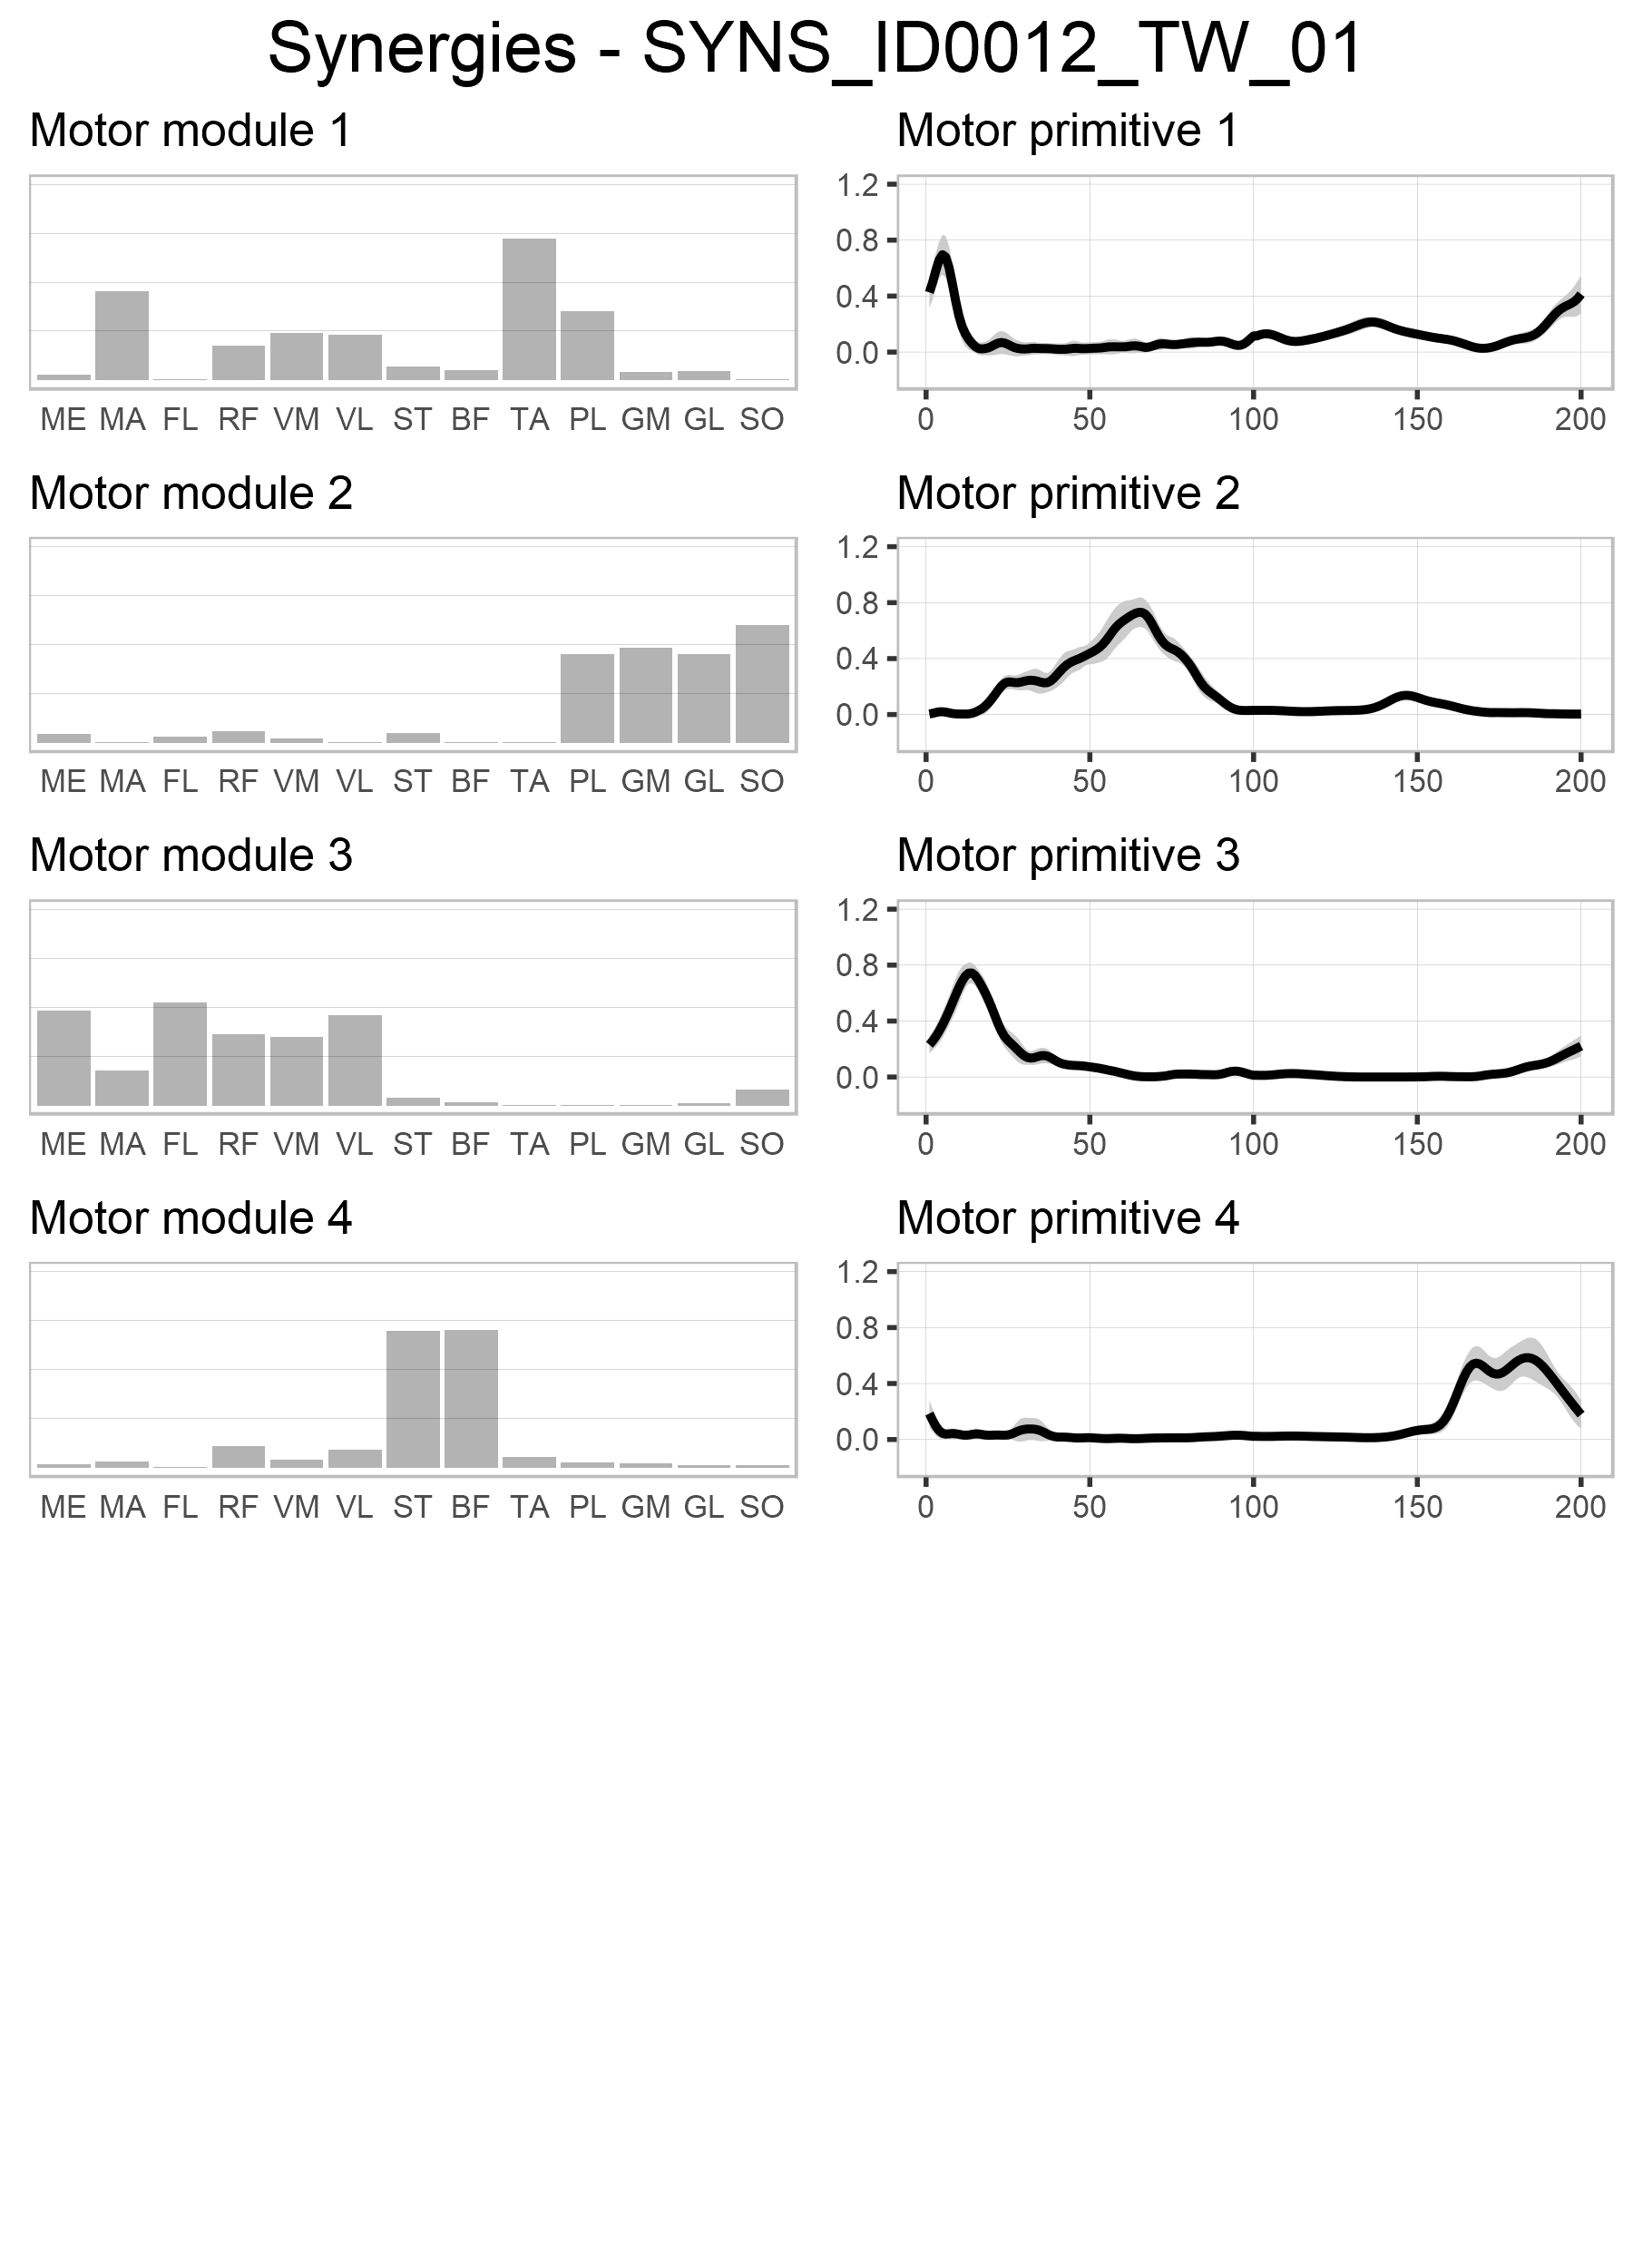 Synergies - SYNS_ID0012_TW_01
Motor module 1
Motor primitive 1
1.2
0.8
0.4
0.0
ME MA FL RF VM VL ST BF TA PL GM GL SO
0 50 100 150 200
Motor module 2
Motor primitive 2
1.2
0.8
0.4
0.0
ME MA FL RF VM VL ST BF TA PL GM GL SO
0 50 100 150 200
Motor module 3
Motor primitive 3
1.2
0.8
0.4
0.0
ME MA FL RF VM VL ST BF TA PL GM GL SO
0 50 100 150 200
Motor module 4
Motor primitive 4
1.2
0.8
0.4
0.0
ME MA FL RF VM VL ST BF TA PL GM GL SO
0 50 100 150 200